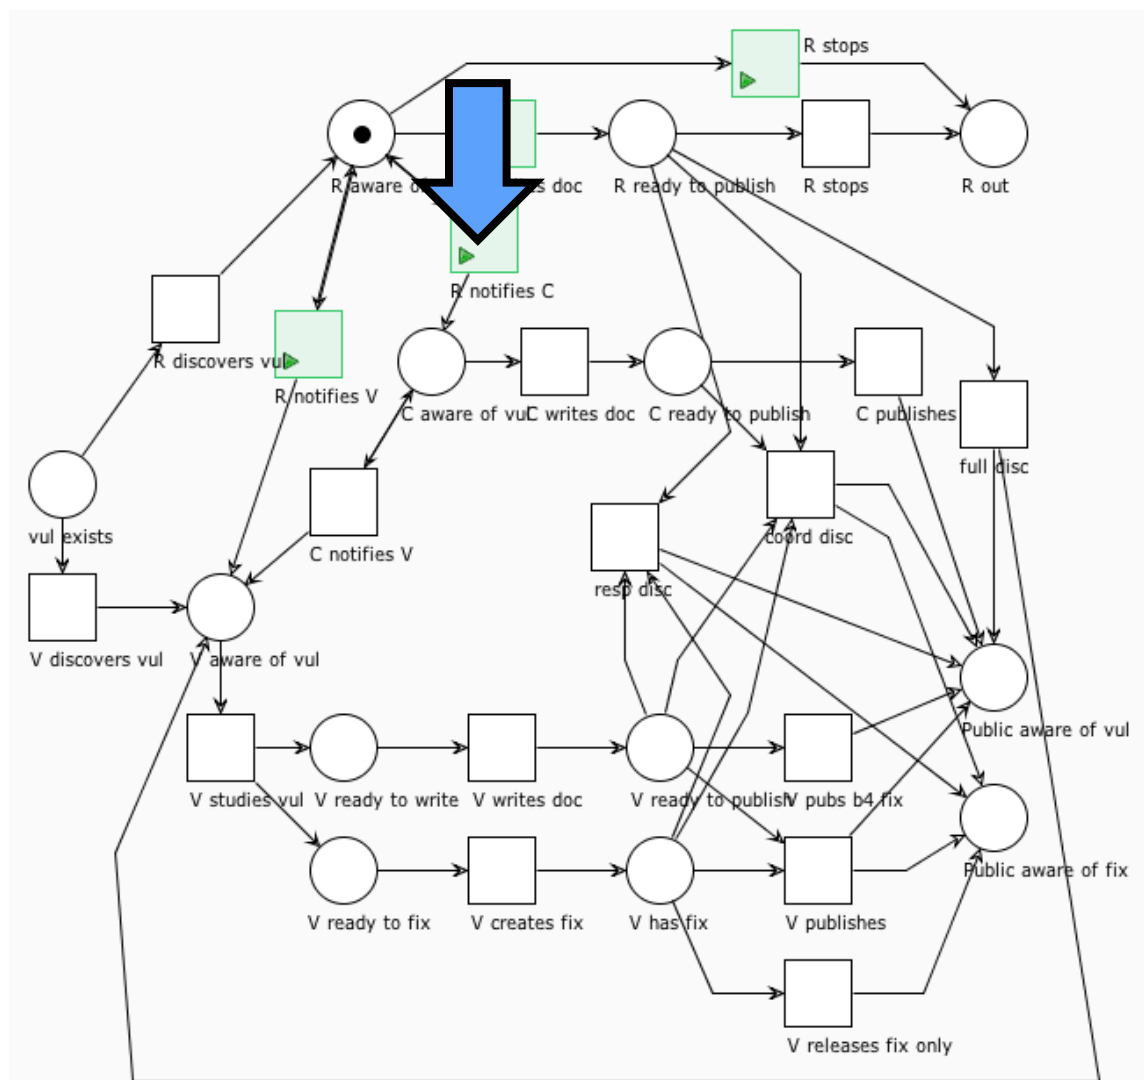 R stops
R aware of
s doc
R ready to publish
R stops
R out
R notifies C
R discovers vul
R notifies V
C aware of vul
C writes doc
C ready to publish
C publishes
full disc
vul exists
C notifies V
coord disc
resp disc
V discovers vul
V aware of vul
Public aware of vul
V studies vul
V ready to write
V writes doc
V ready to publish
V pubs b4 fix
Public aware of fix
V ready to fix
V creates fix
V has fix
V publishes
V releases fix only